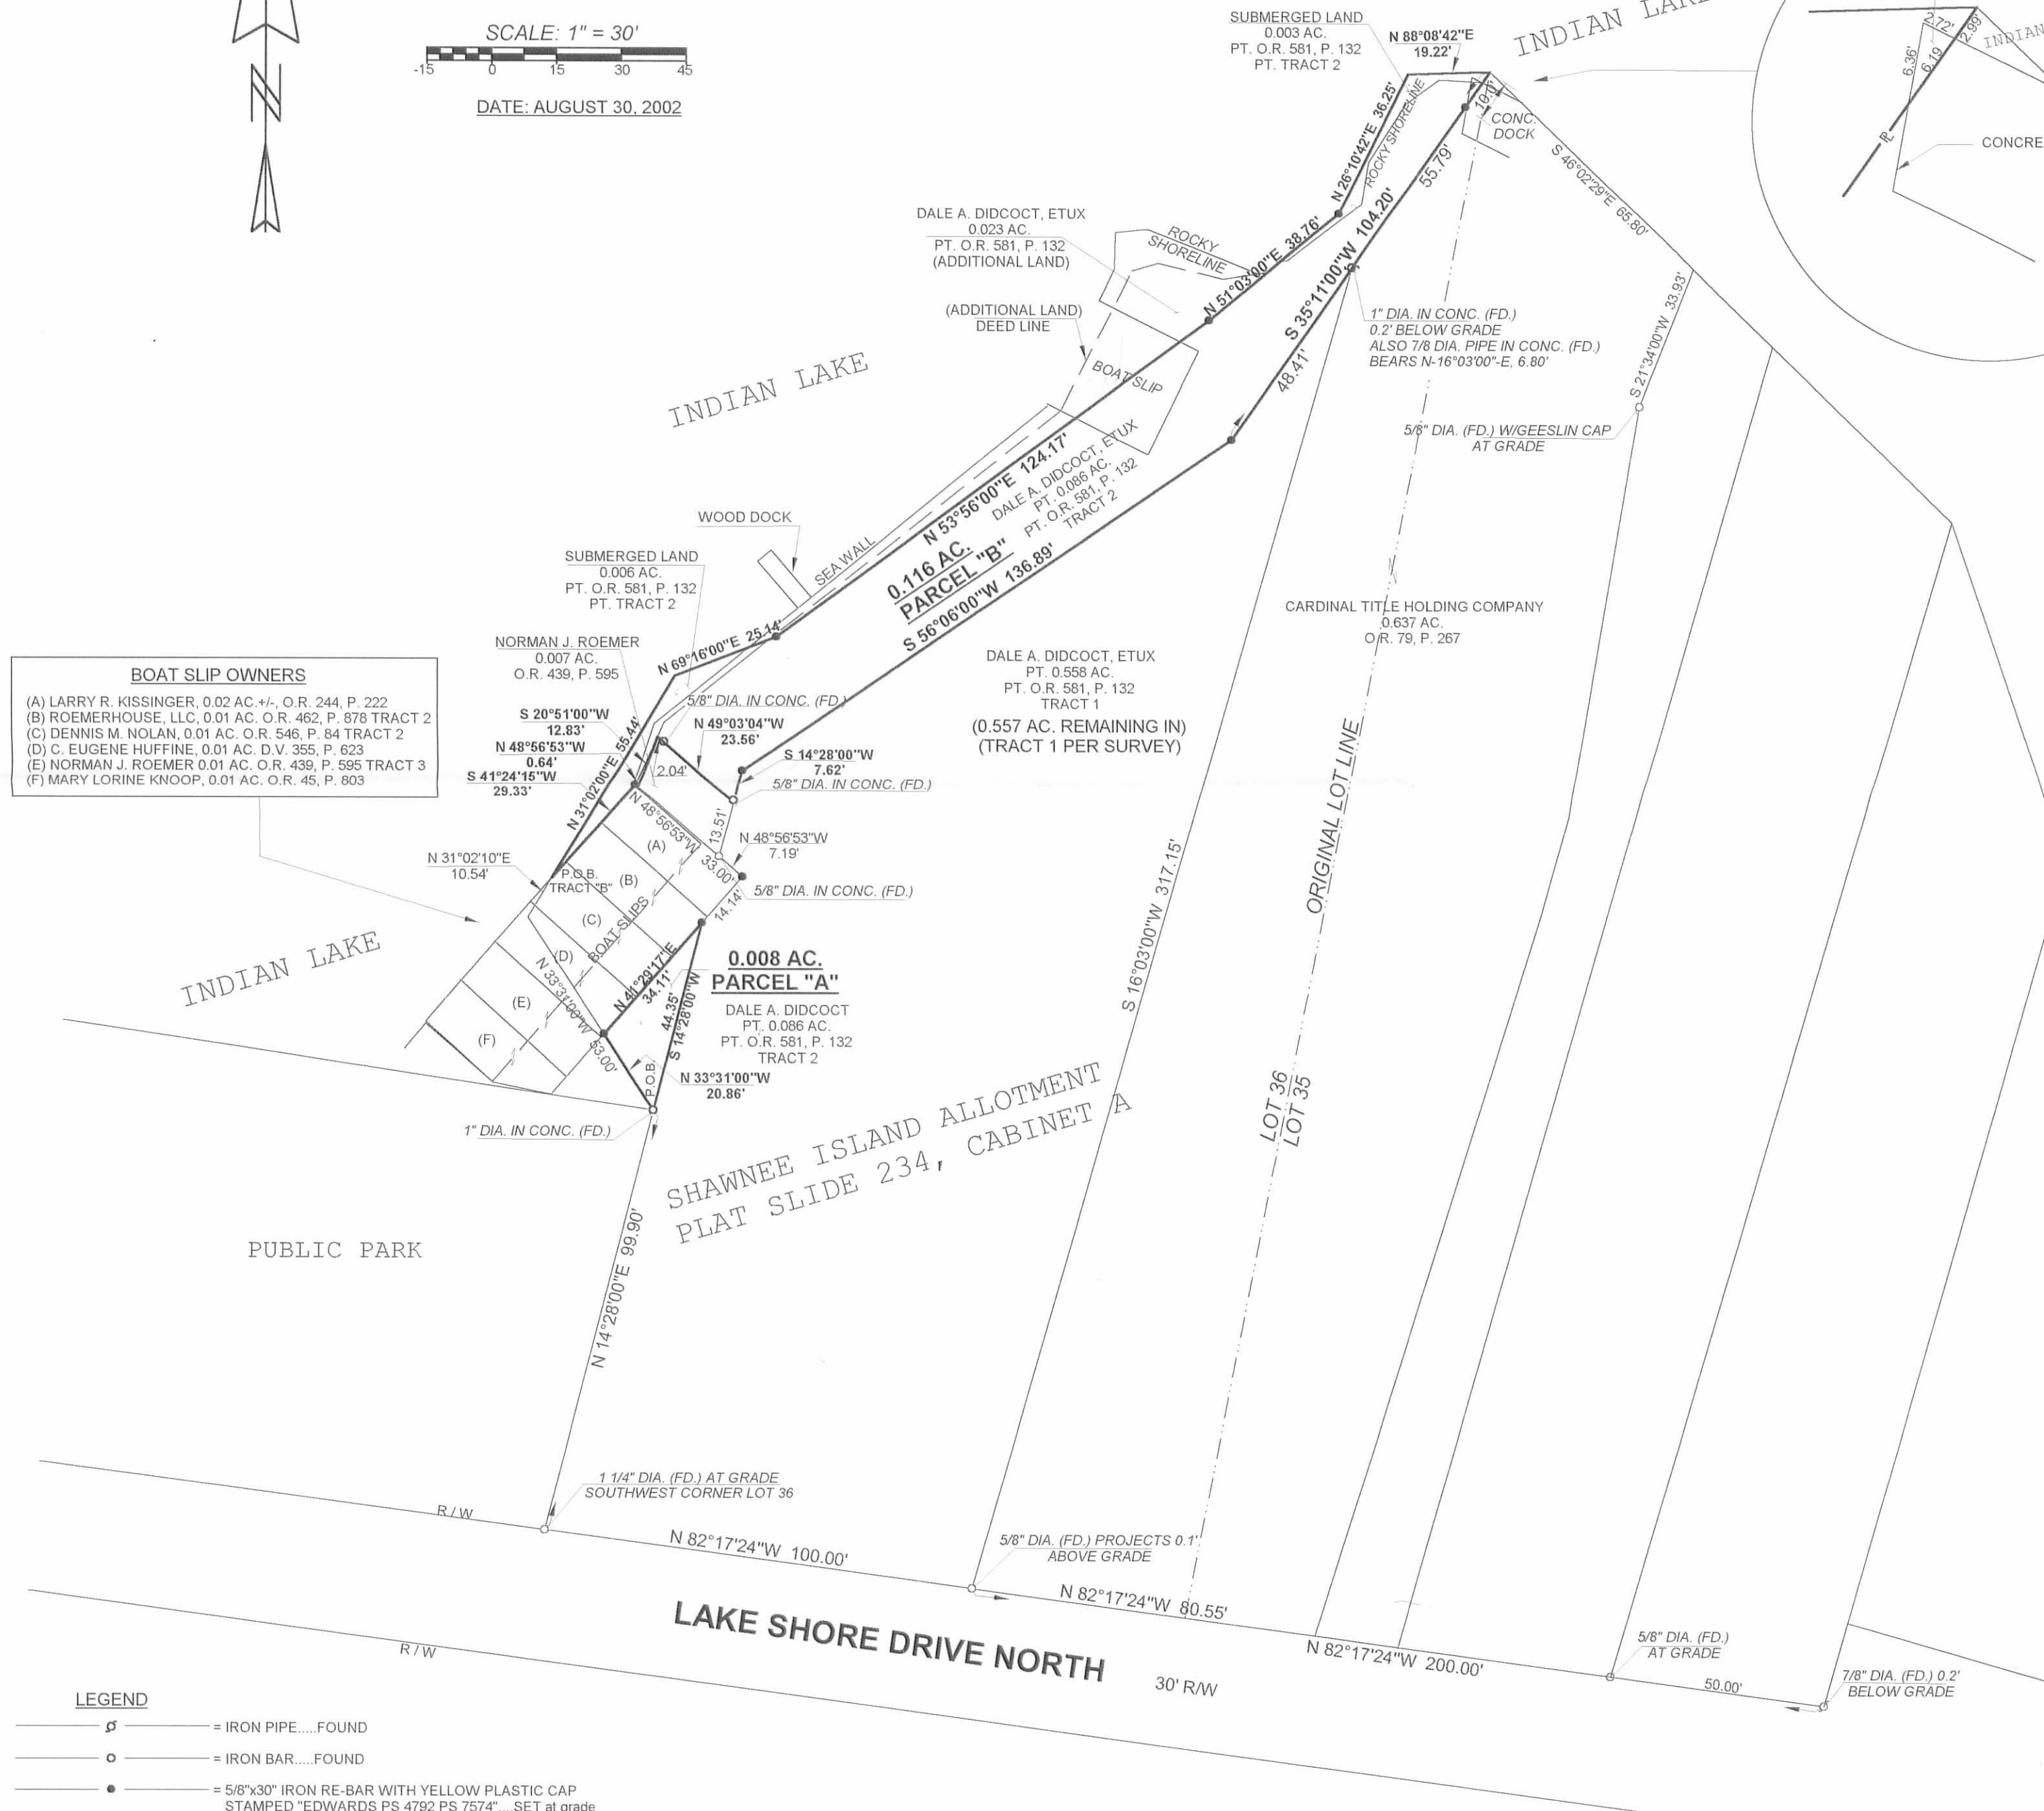 SCALE: 1" = 30'
-15 0 15 30 45
DATE: AUGUST 30, 2002
N
SUBMERGED LAND
0.003 AC.
PT. O.R. 581, P. 132
PT. TRACT 2
N 88°08'42"E
19.22'
2.72'
2.99'
6.36'
6.19
INDIAN
PL
CONCRE
10.0'
CONC.
DOCK
S 46°02'29"E 65.80'
N 26°10'42"E 36.25'
ROCKY SHORELINE
55.79'
S 35°11'00"W 104.20'
48.41'
DALE A. DIDCOCT, ETUX
0.023 AC.
PT. O.R. 581, P. 132
(ADDITIONAL LAND)
ROCKY
SHORELINE
N 51°03'00"E 38.76'
(ADDITIONAL LAND)
DEED LINE
BOAT SLIP
1" DIA. IN CONC. (FD.)
0.2' BELOW GRADE
ALSO 7/8 DIA. PIPE IN CONC. (FD.)
BEARS N-16°03'00"-E, 6.80'
S 21°34'00"W 33.93'
5/8" DIA. (FD.) W/GEESLIN CAP
AT GRADE
INDIAN LAKE
N 53°56'00"E 124.17'
DALE A. DIDCOCT, ETUX
PT. 0.086 AC.
PT. O.R. 581, P. 132
TRACT 2
0.116 AC.
PARCEL "B"
S 56°06'00"W 136.89'
WOOD DOCK
SEA WALL
SUBMERGED LAND
0.006 AC.
PT. O.R. 581, P. 132
PT. TRACT 2
NORMAN J. ROEMER
0.007 AC.
O.R. 439, P. 595
N 69°16'00"E 25.14'
CARDINAL TITLE HOLDING COMPANY
0.637 AC.
O.R. 79, P. 267
DALE A. DIDCOCT, ETUX
PT. 0.558 AC.
PT. O.R. 581, P. 132
TRACT 1
(0.557 AC. REMAINING IN)
(TRACT 1 PER SURVEY)
BOAT SLIP OWNERS
(A) LARRY R. KISSINGER, 0.02 AC.+/-, O.R. 244, P. 222
(B) ROEMERHOUSE, LLC, 0.01 AC. O.R. 462, P. 878 TRACT 2
(C) DENNIS M. NOLAN, 0.01 AC. O.R. 546, P. 84 TRACT 2
(D) C. EUGENE HUFFINE, 0.01 AC. D.V. 355, P. 623
(E) NORMAN J. ROEMER 0.01 AC. O.R. 439, P. 595 TRACT 3
(F) MARY LORINE KNOOP, 0.01 AC. O.R. 45, P. 803
5/8" DIA. IN CONC. (FD.)
S 20°51'00"W
12.83'
N 49°03'04"W
23.56'
N 48°56'53"W
0.64'
S 41°24'15"W
29.33'
S 14°28'00"W
7.62'
5/8" DIA. IN CONC. (FD.)
2.04'
N 31°02'00"E 55.44'
N 48°56'53"W 33.00'
13.51'
N 48°56'53"W
7.19'
5/8" DIA. IN CONC. (FD.)
14.14'
N 31°02'10"E
10.54'
P.O.B.
TRACT "B"
(A)
(B)
(C)
(D)
(E)
(F)
BOAT SLIPS
INDIAN LAKE
N 33°31'00"W 53.00'
N 41°29'17"E
34.11'
44.35'
S 14°28'00"W
0.008 AC.
PARCEL "A"
DALE A. DIDCOCT
PT. 0.086 AC.
PT. O.R. 581, P. 132
TRACT 2
P.O.B.
N 33°31'00"W
20.86'
1" DIA. IN CONC. (FD.)
S 16°03'00"W 317.15'
ORIGINAL LOT LINE
LOT 36
LOT 35
SHAWNEE ISLAND ALLOTMENT
PLAT SLIDE 234, CABINET A
N 14°28'00"E 99.90'
PUBLIC PARK
1 1/4" DIA. (FD.) AT GRADE
SOUTHWEST CORNER LOT 36
R / W
N 82°17'24"W 100.00'
5/8" DIA. (FD.) PROJECTS 0.1'
ABOVE GRADE
N 82°17'24"W 80.55'
N 82°17'24"W 200.00'
5/8" DIA. (FD.)
AT GRADE
50.00'
7/8" DIA. (FD.) 0.2'
BELOW GRADE
LAKE SHORE DRIVE NORTH
30' R/W
R / W
LEGEND
= IRON PIPE.....FOUND
= IRON BAR.....FOUND
= 5/8"x30" IRON RE-BAR WITH YELLOW PLASTIC CAP
STAMPED "EDWARDS PS 4792 PS 7574"....SET at grade